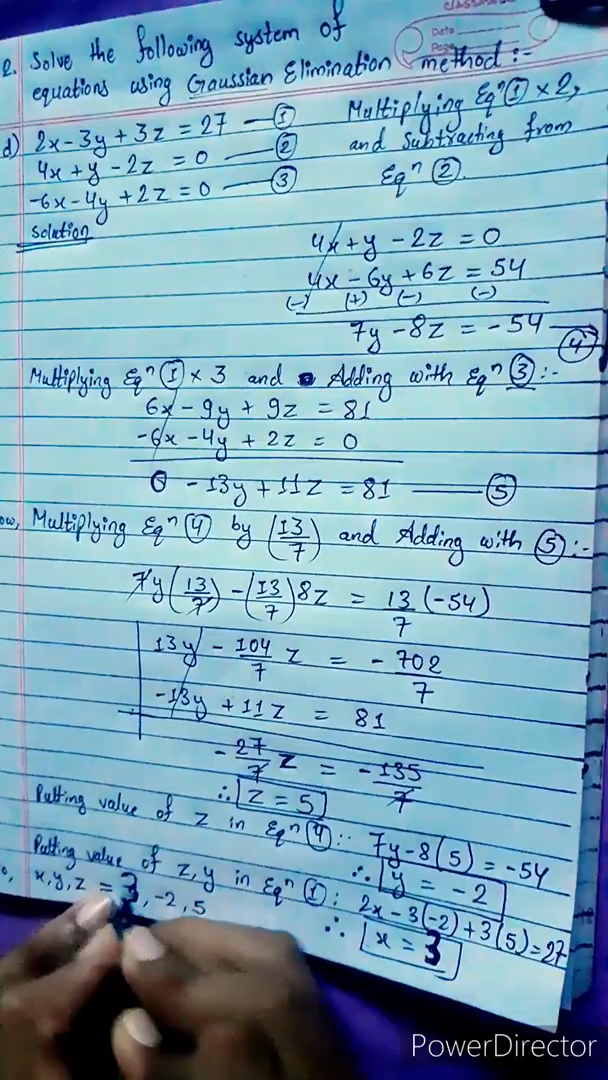 CLASSMATE
Date
Page
2. Solve the following system of
equations using Gaussian Elimination method :-
d) 2x - 3y + 3z = 27 — ①
4x + y - 2z = 0 — ②
-6x - 4y + 2z = 0 — ③
Solution
Multiplying Eqⁿ ① × 2,
and Subtracting from
Eqⁿ ②.
4x + y - 2z = 0
4x - 6y + 6z = 54
(-) (+) (-) (-)
7y - 8z = -54 → ④
Multiplying Eqⁿ ① × 3 and Adding with Eqⁿ ③ :-
6x - 9y + 9z = 81
-6x - 4y + 2z = 0
0 - 13y + 11z = 81 — ⑤
ow, Multiplying Eqⁿ ④ by (13/7) and Adding with ⑤ :-
7y(13/7) - (13/7)8z = 13/7 (-54)
13y - 104/7 z = -702/7
-13y + 11z = 81
-27/7 z = -135/7
∴ z = 5
Putting value of z in Eqⁿ ④ :: 7y - 8(5) = -54
∴ y = -2
Putting value of z, y in Eqⁿ ① : 2x - 3(-2) + 3(5) = 27
∴ x = 3
o, x, y, z = 3, -2, 5
PowerDirector